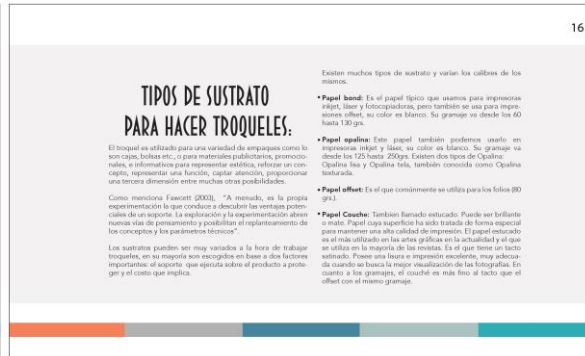 16
TIPOS DE SUSTRATO
PARA HACER TROQUELES:
El troquel es utilizado para una variedad de empaques como lo
son cajas, bolsas etc., o para materiales publicitarios, promocio-
nales, e informativos para representar estética, reforzar un con-
cepto, representar una función, captar atención, proporcionar
una tercera dimensión entre muchas otras posibilidades.
Como menciona Fawcett (2003), "A menudo, es la propia
experimentación la que conduce a descubrir las ventajas poten-
ciales de un soporte. La exploración y la experimentación abren
nuevas vías de pensamiento y posibilitan el replanteamiento de
los conceptos y los parámetros técnicos".
Los sustratos pueden ser muy variados a la hora de trabajar
troqueles, en su mayoría son escogidos en base a dos factores
importantes: el soporte que ejecuta sobre el producto a prote-
ger y el costo que implica.
Existen muchos tipos de sustrato y varían los calibres de los
mismos.
• Papel bond: Es el papel típico que usamos para impresoras
inkjet, láser y fotocopiadoras, pero también se usa para impre-
siones offset, su color es blanco. Su gramaje va desde los 60
hasta 130 grs.
• Papel opalina: Este papel también podemos usarlo en
impresoras inkjet y láser, su color es blanco. Su gramaje va
desde los 125 hasta 250grs. Existen dos tipos de Opalina:
Opalina lisa y Opalina tela, también conocida como Opalina
texturada.
• Papel offset: Es el que comúnmente se utiliza para los folios (80
grs.).
• Papel Couche: Tambien llamado estucado. Puede ser brillante
o mate. Papel cuya superficie ha sido tratada de forma especial
para mantener una alta calidad de impresión. El papel estucado
es el más utilizado en las artes gráficas en la actualidad y el que
se utiliza en la mayoría de las revistas. Es el que tiene un tacto
satinado. Posee una lisura e impresión excelente, muy adecua-
da cuando se busca la mejor visualización de las fotografías. En
cuanto a los gramajes, el couché es más fino al tacto que el
offset con el mismo gramaje.